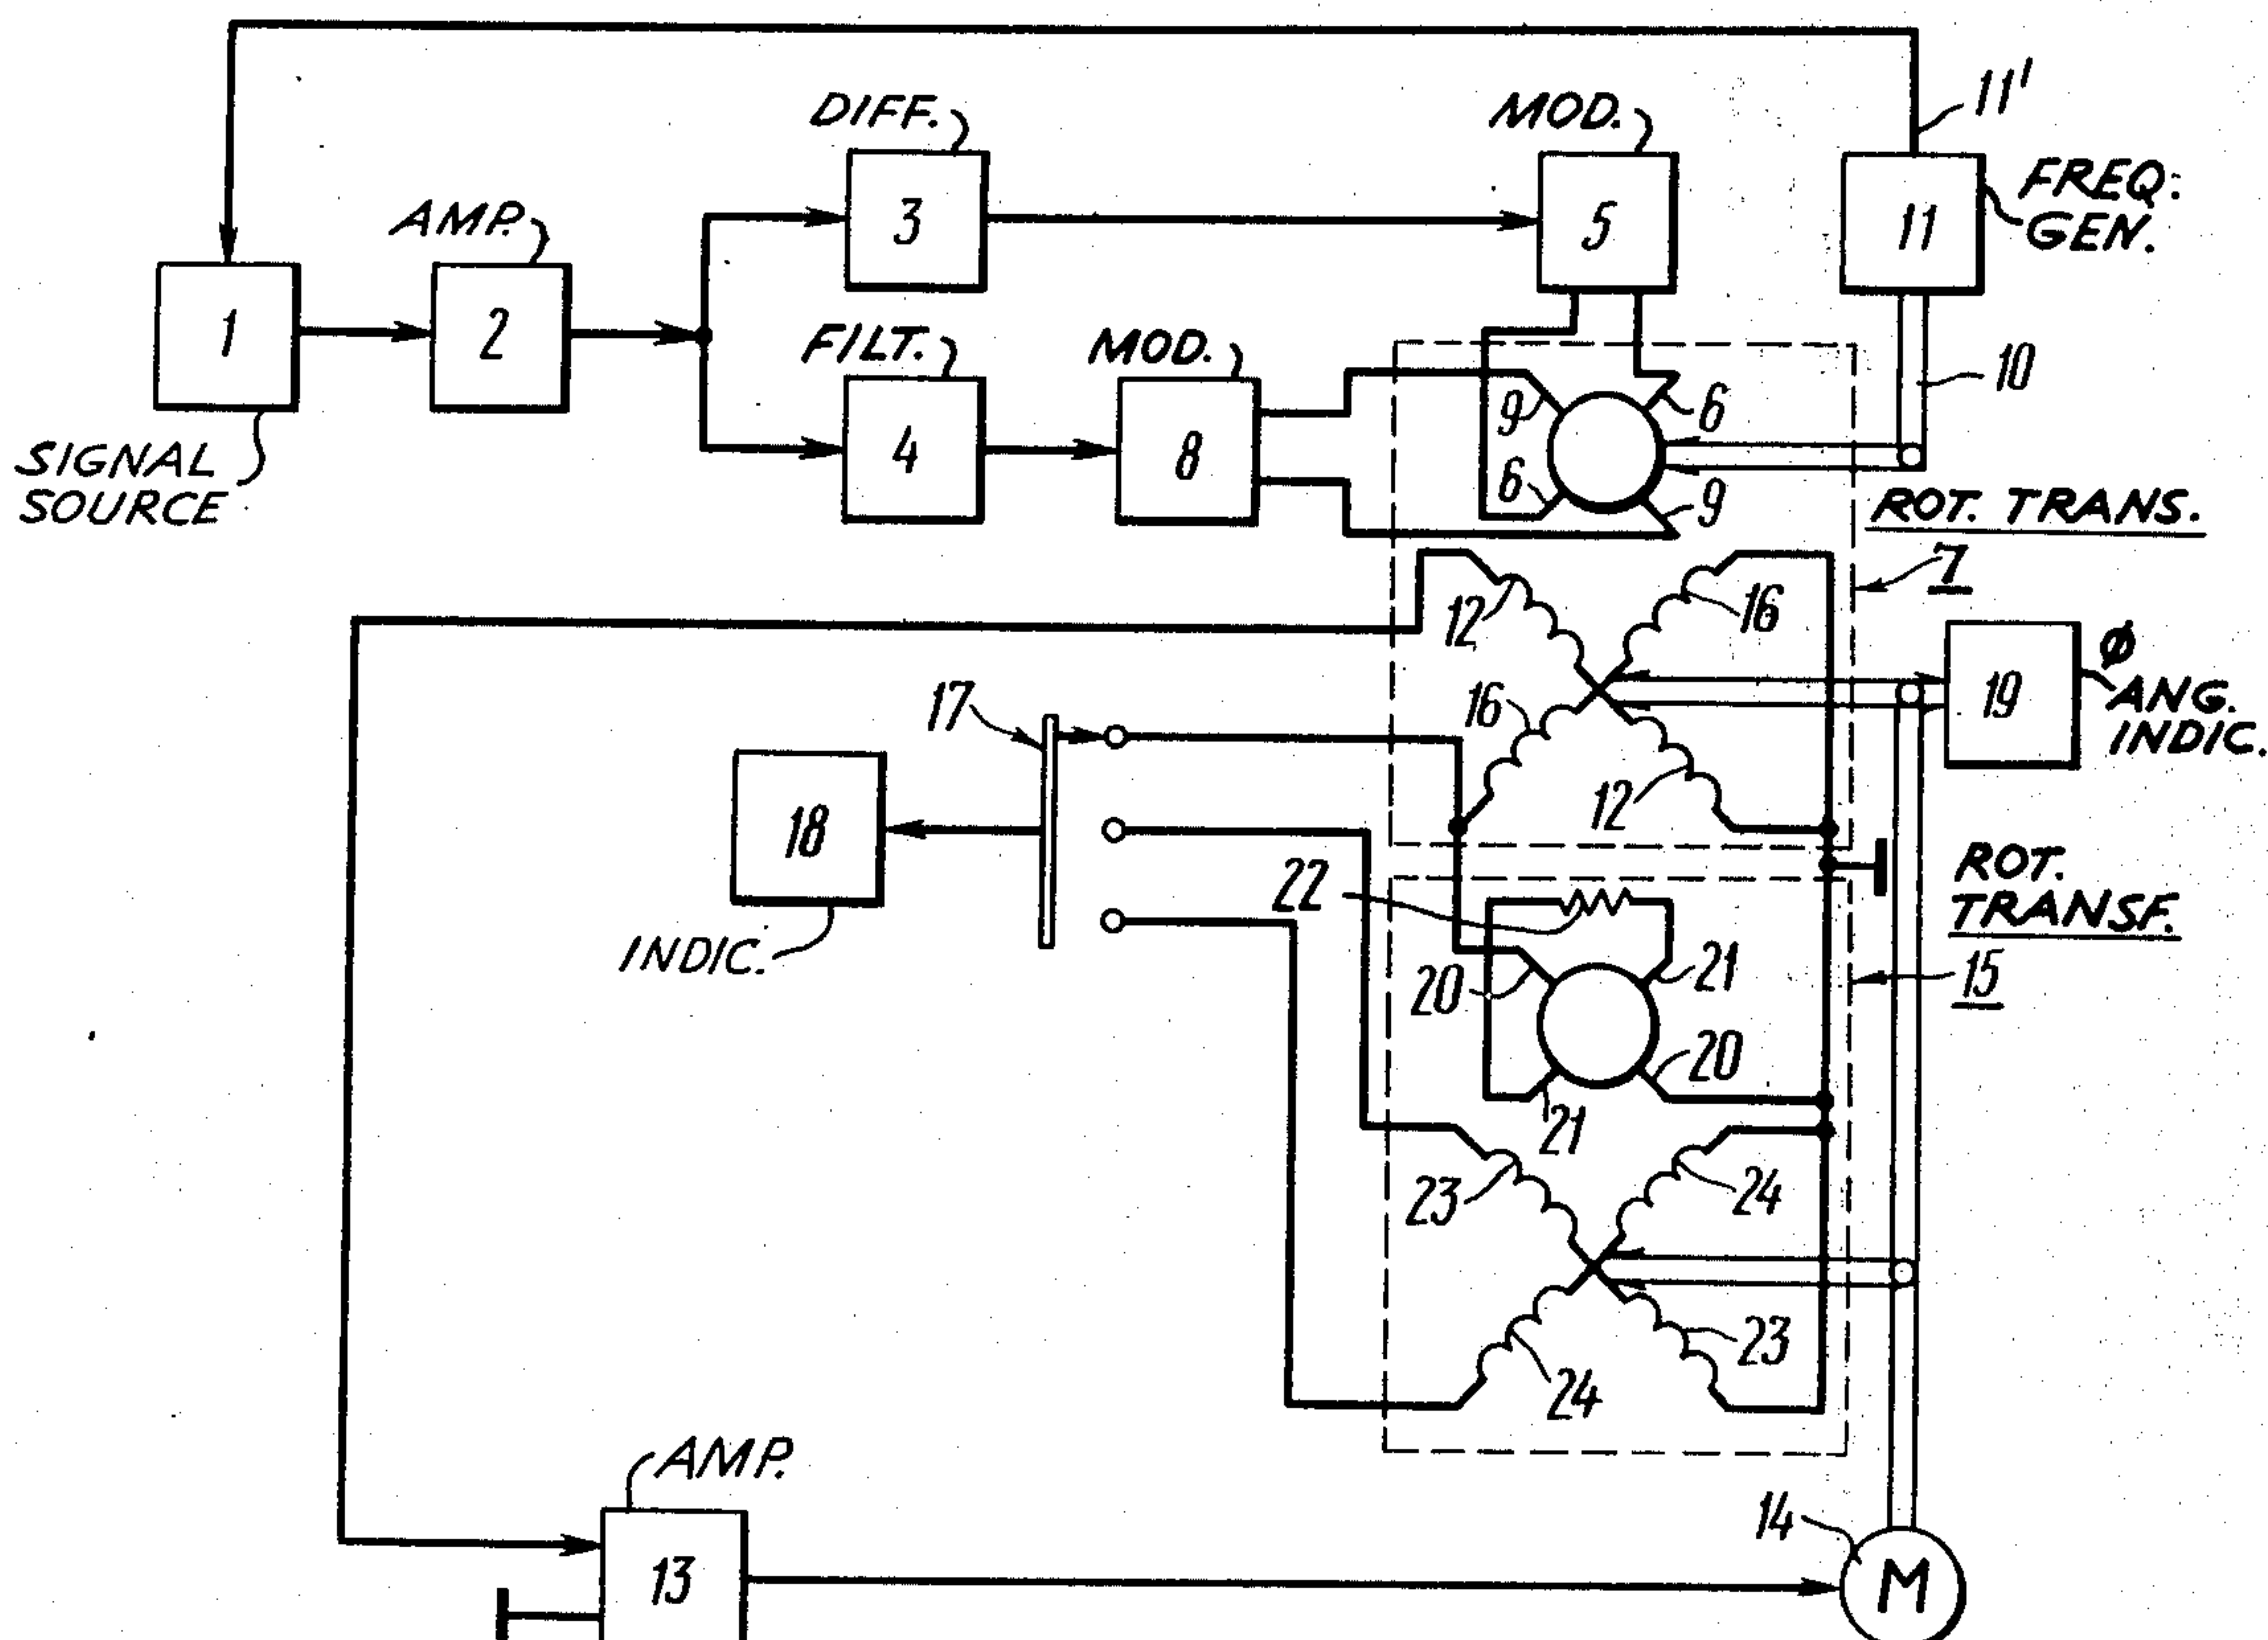 11'
DIFF.
MOD.
FREQ.
GEN.
AMP.
3
5
11
1
2
FILT.
MOD.
10
9
6
4
8
SIGNAL
SOURCE
6
9
ROT. TRANS.
7
12
16
17
16
19
Φ
ANG.
INDIC.
18
12
22
ROT.
TRANSF.
INDIC.
20
21
15
20
21
23
24
23
24
AMP.
14
13
M